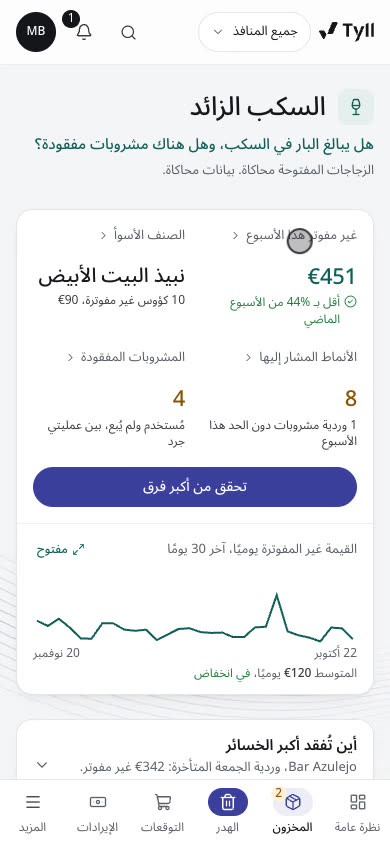 Tyll
جميع المنافذ
1
MB
السكب الزائد
هل يبالغ البار في السكب، وهل هناك مشروبات مفقودة؟
الزجاجات المفتوحة محاكاة. بيانات محاكاة.
غير مفوتر هذا الأسبوع
€451
أقل بـ 44% من الأسبوع
الماضي
الصنف الأسوأ
نبيذ البيت الأبيض
10 كؤوس غير مفوترة، €90
الأنماط المشار إليها
8
1 وردية مشروبات دون الحد هذا
الأسبوع
المشروبات المفقودة
4
مُستخدم ولم يُبع، بين عمليتي
جرد
تحقق من أكبر فرق
القيمة غير المفوترة يوميًا، آخر 30 يومًا
مفتوح
22 أكتوبر
20 نوفمبر
المتوسط €120 يوميًا، في انخفاض
أين تُفقد أكبر الخسائر
Bar Azulejo، وردية الجمعة المتأخرة: €342 غير مفوتر.
نظرة عامة
2
المخزون
الهدر
التوقعات
الإيرادات
المزيد